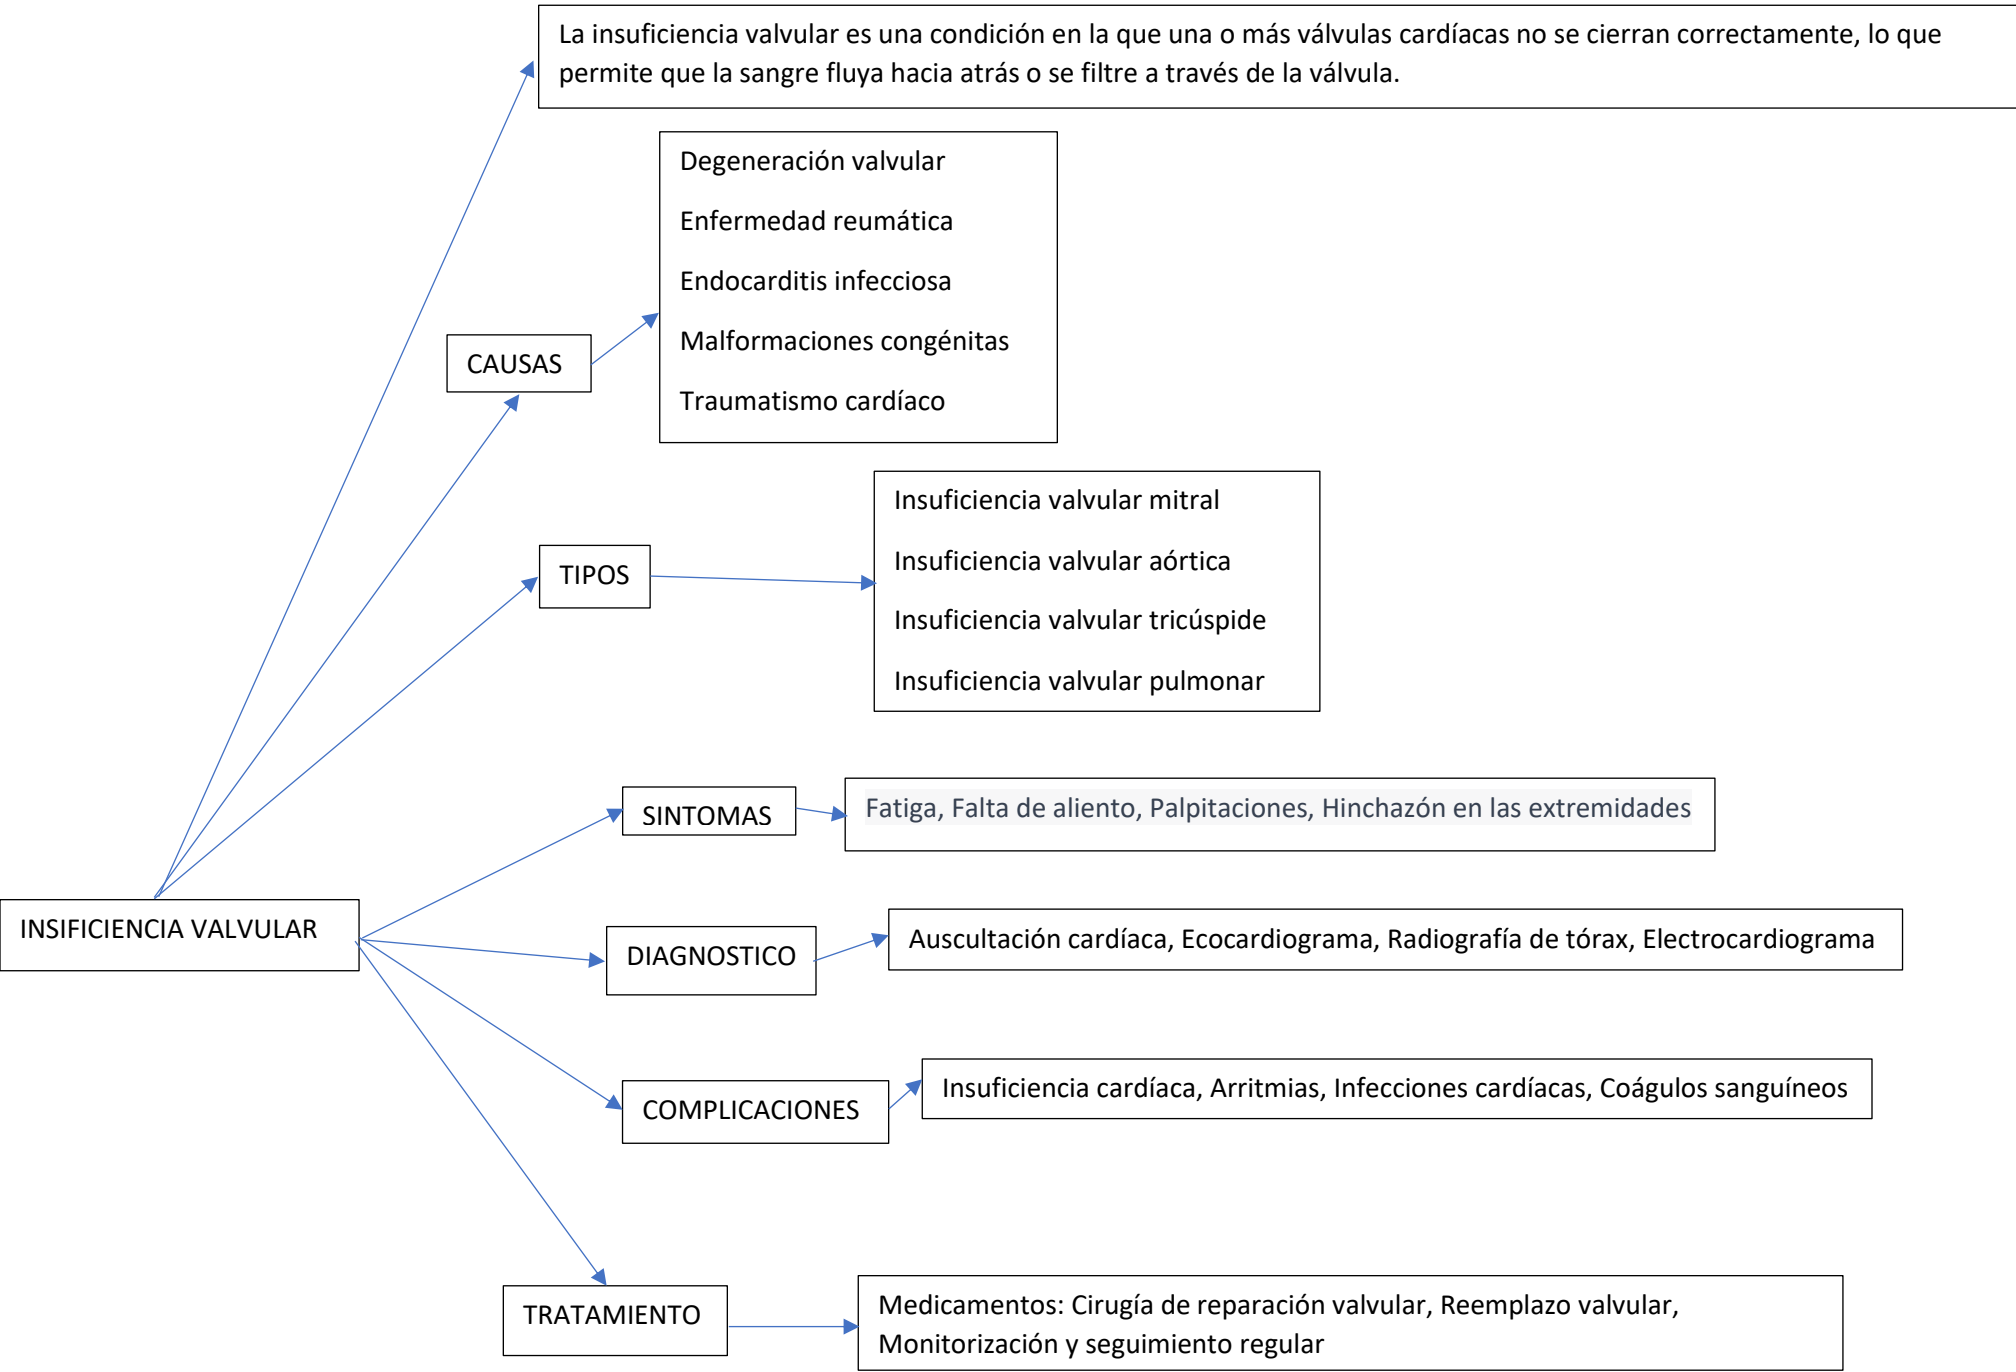 La insuficiencia valvular es una condición en la que una o más válvulas cardíacas no se cierran correctamente, lo que
permite que la sangre fluya hacia atrás o se filtre a través de la válvula.
CAUSAS
Degeneración valvular
Enfermedad reumática
Endocarditis infecciosa
Malformaciones congénitas
Traumatismo cardíaco
TIPOS
Insuficiencia valvular mitral
Insuficiencia valvular aórtica
Insuficiencia valvular tricúspide
Insuficiencia valvular pulmonar
SINTOMAS
Fatiga, Falta de aliento, Palpitaciones, Hinchazón en las extremidades
INSIFICIENCIA VALVULAR
DIAGNOSTICO
Auscultación cardíaca, Ecocardiograma, Radiografía de tórax, Electrocardiograma
COMPLICACIONES
Insuficiencia cardíaca, Arritmias, Infecciones cardíacas, Coágulos sanguíneos
TRATAMIENTO
Medicamentos: Cirugía de reparación valvular, Reemplazo valvular,
Monitorización y seguimiento regular